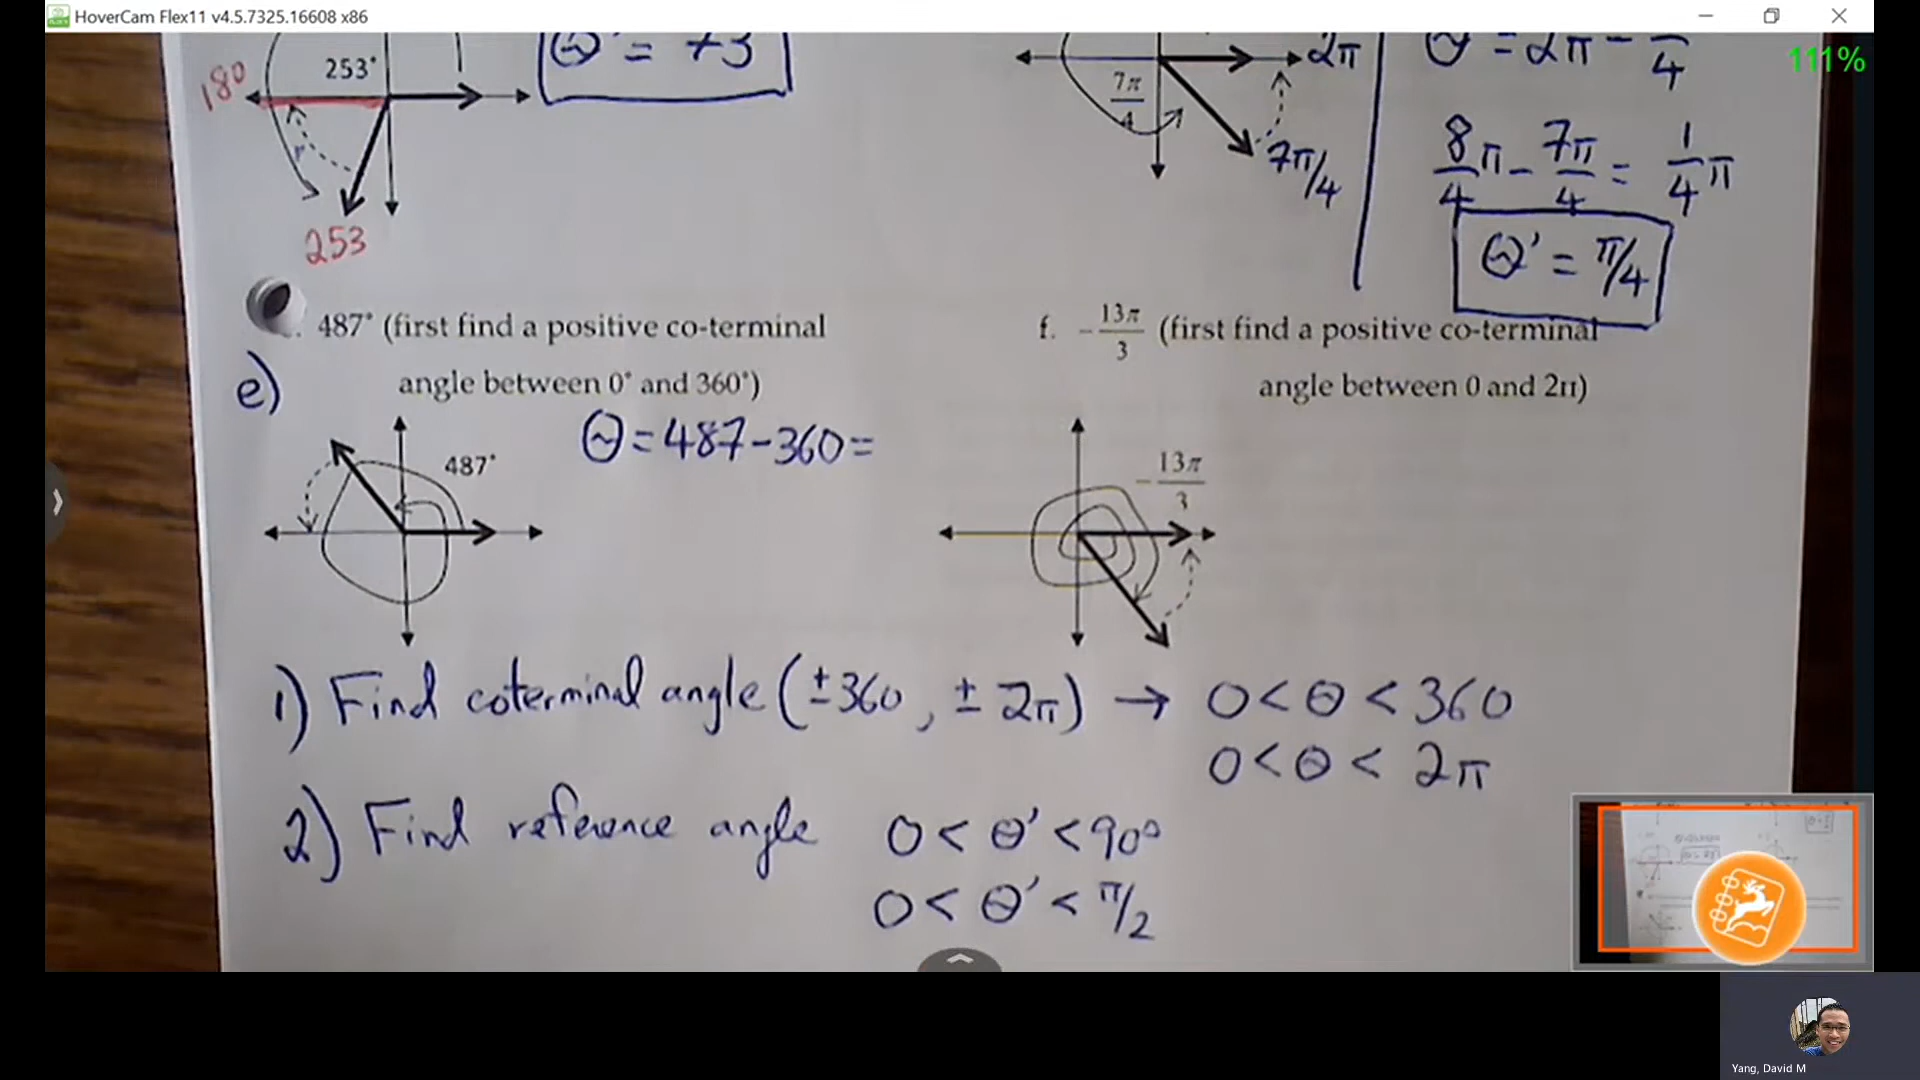 HoverCam Flex11 v4.5.7325.16608 x86
111%
180
253°
θ' = 73
253
7π/4
2π
7π/4
θ' = 2π - /4
8/4 π - 7π/4 = 1/4 π
θ' = π/4
487° (first find a positive co-terminal
angle between 0° and 360°)
e)
θ = 487 - 360 =
487°
f. -13π/3 (first find a positive co-terminal
angle between 0 and 2π)
-13π/3
1) Find coterminal angle (±360, ± 2π) → 0 < θ < 360
0 < θ < 2π
2) Find reference angle 0 < θ' < 90°
0 < θ' < π/2
Yang, David M